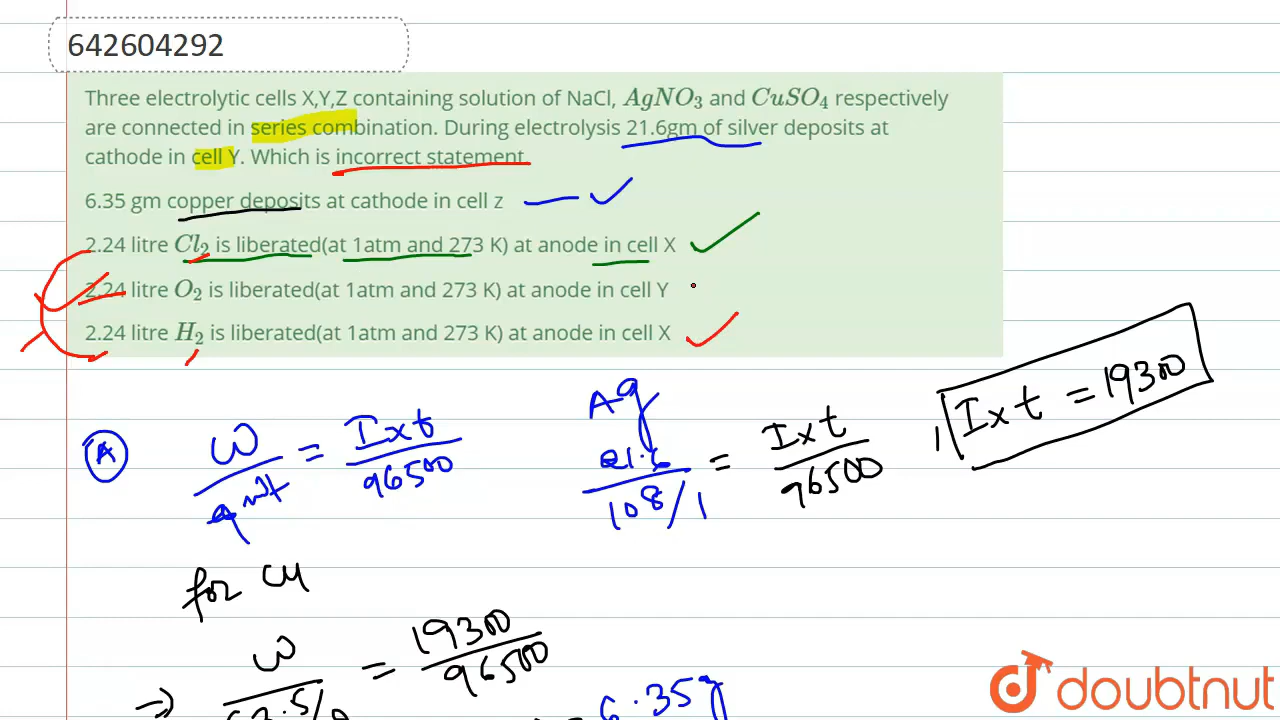 642604292
Three electrolytic cells X,Y,Z containing solution of NaCl, AgNO₃ and CuSO₄ respectively
are connected in series combination. During electrolysis 21.6gm of silver deposits at
cathode in cell Y. Which is incorrect statement
6.35 gm copper deposits at cathode in cell z
2.24 litre Cl₂ is liberated(at 1atm and 273 K) at anode in cell X
2.24 litre O₂ is liberated(at 1atm and 273 K) at anode in cell Y
2.24 litre H₂ is liberated(at 1atm and 273 K) at anode in cell X
A
w = I x t
96500
Ag
21.6 = I x t
108/1 96500
I x t = 19300
for Cu
w = 19300
96500
6.35 g
doubtnut